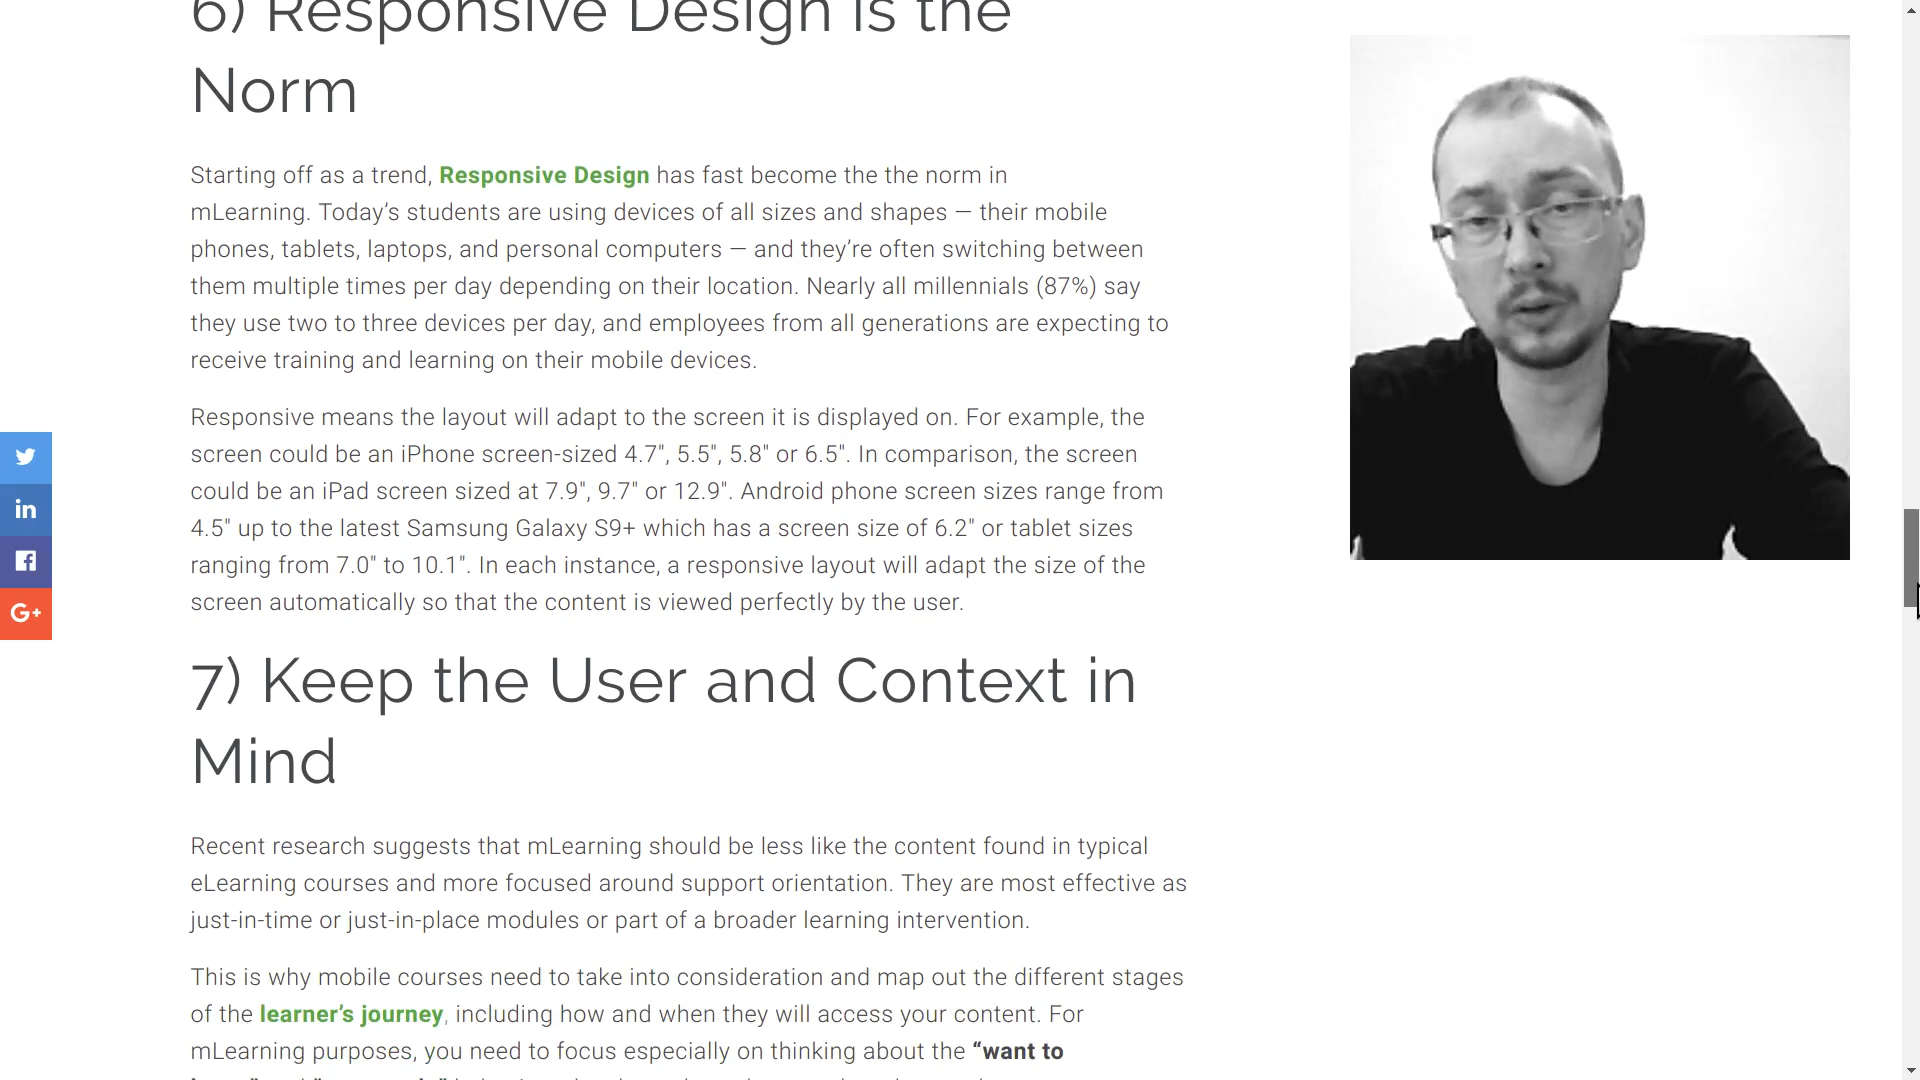 6) Responsive Design is the
Norm
Starting off as a trend, Responsive Design has fast become the the norm in
mLearning. Today’s students are using devices of all sizes and shapes — their mobile
phones, tablets, laptops, and personal computers — and they’re often switching between
them multiple times per day depending on their location. Nearly all millennials (87%) say
they use two to three devices per day, and employees from all generations are expecting to
receive training and learning on their mobile devices.
Responsive means the layout will adapt to the screen it is displayed on. For example, the
screen could be an iPhone screen-sized 4.7", 5.5", 5.8" or 6.5". In comparison, the screen
could be an iPad screen sized at 7.9", 9.7" or 12.9". Android phone screen sizes range from
4.5" up to the latest Samsung Galaxy S9+ which has a screen size of 6.2" or tablet sizes
ranging from 7.0" to 10.1". In each instance, a responsive layout will adapt the size of the
screen automatically so that the content is viewed perfectly by the user.
in
G+
7) Keep the User and Context in
Mind
Recent research suggests that mLearning should be less like the content found in typical
eLearning courses and more focused around support orientation. They are most effective as
just-in-time or just-in-place modules or part of a broader learning intervention.
This is why mobile courses need to take into consideration and map out the different stages
of the learner’s journey, including how and when they will access your content. For
mLearning purposes, you need to focus especially on thinking about the “want to